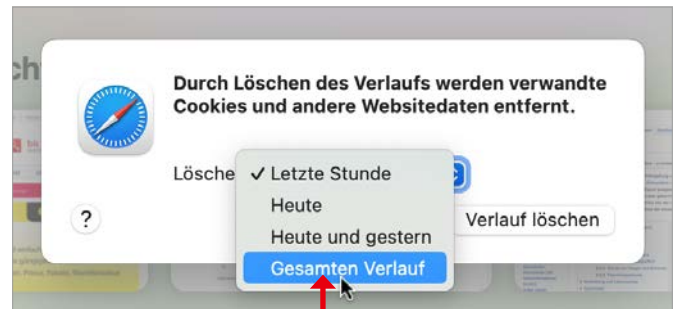 Durch Löschen des Verlaufs werden verwandte
Cookies und andere Websitedaten entfernt.
Lösche ✓ Letzte Stunde
Heute
?
Verlauf löschen
Heute und gestern
Gesamten Verlauf